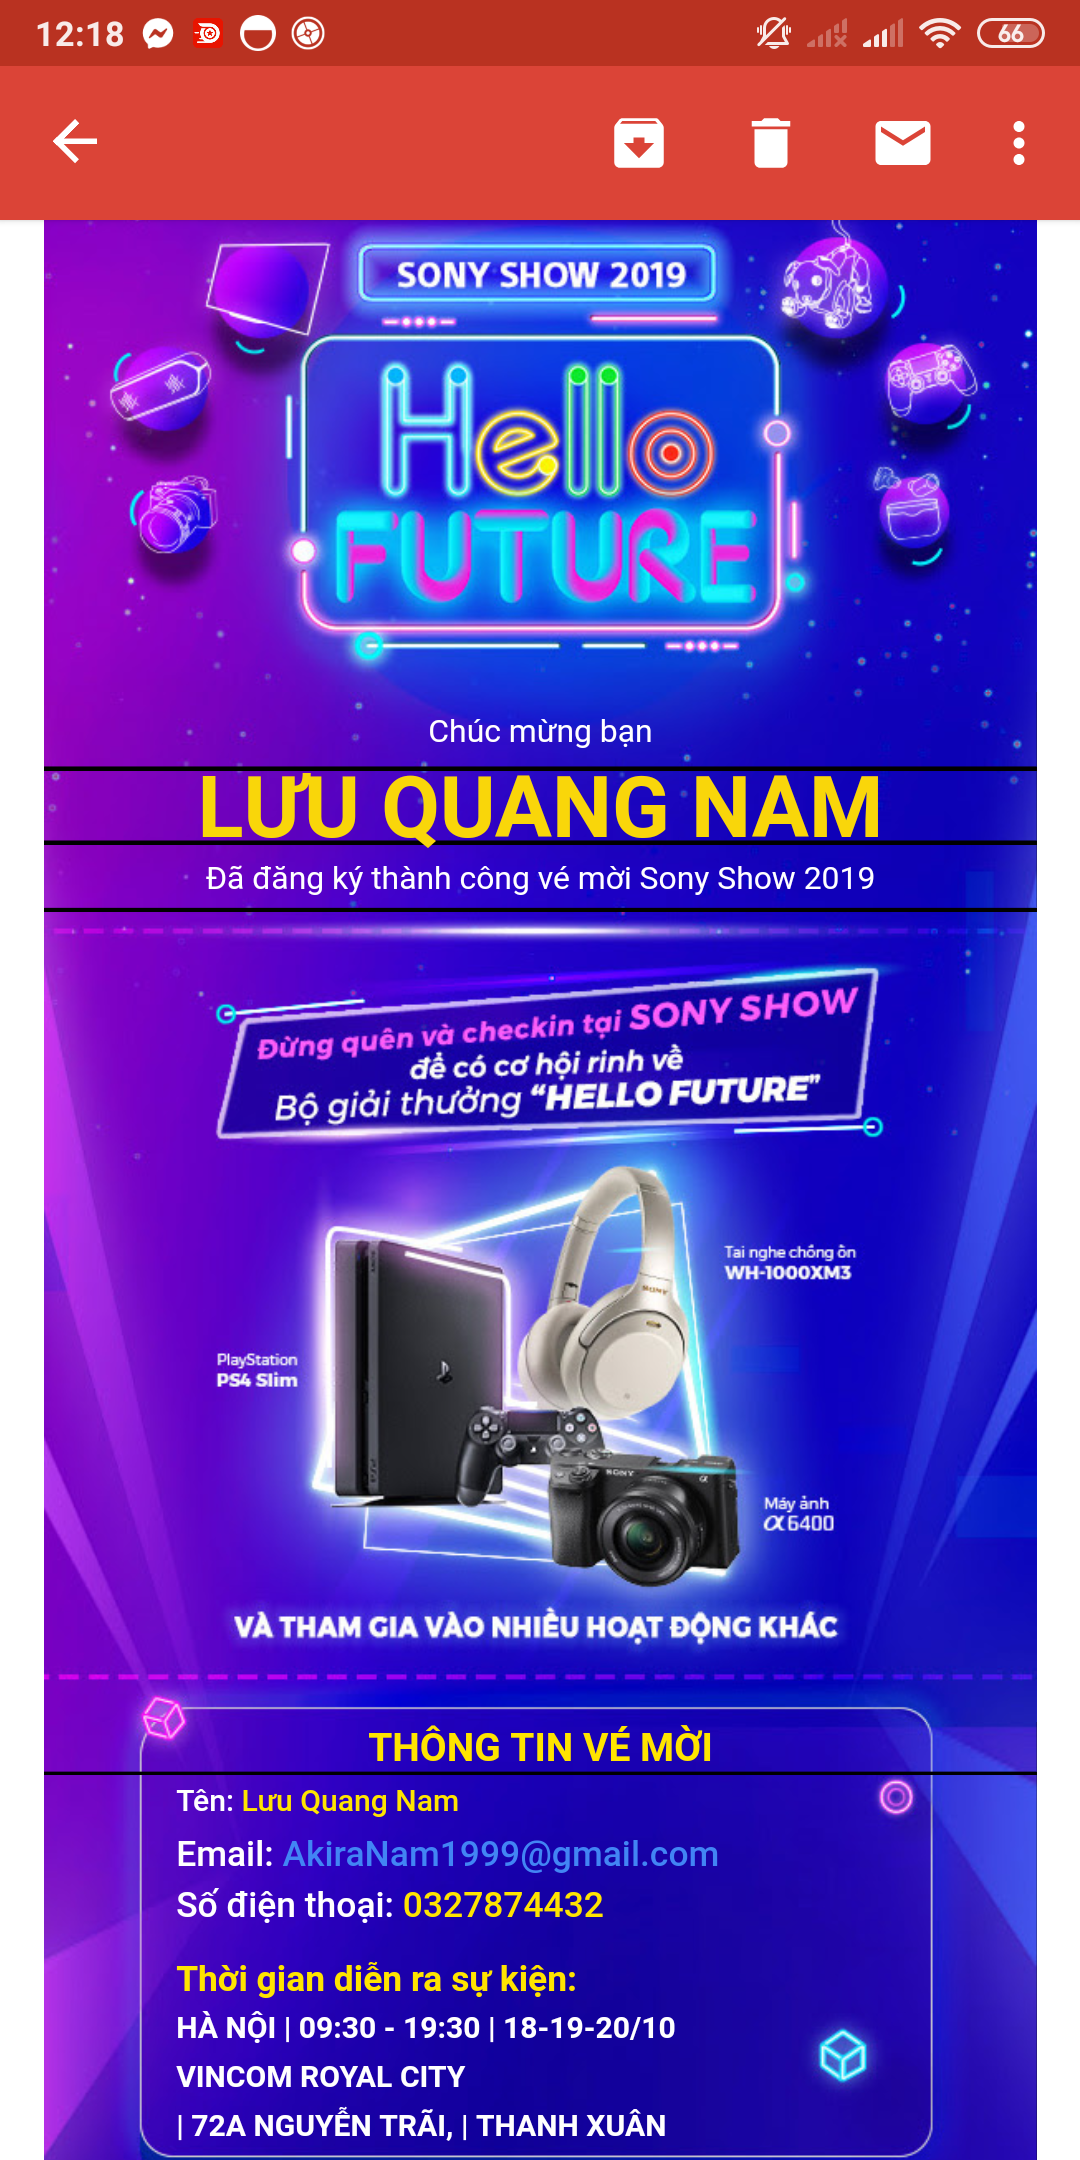 12:18
66
SONY SHOW 2019
Hello
FUTURE
Chúc mừng bạn
LƯU QUANG NAM
Đã đăng ký thành công vé mời Sony Show 2019
Đừng quên và checkin tại SONY SHOW
để có cơ hội rinh về
Bộ giải thưởng “HELLO FUTURE”
Tai nghe chống ồn
WH-1000XM3
SONY
PlayStation
PS4 Slim
SONY
α
Máy ảnh
α6400
VÀ THAM GIA VÀO NHIỀU HOẠT ĐỘNG KHÁC
THÔNG TIN VÉ MỜI
Tên: Lưu Quang Nam
Email: AkiraNam1999@gmail.com
Số điện thoại: 0327874432
Thời gian diễn ra sự kiện:
HÀ NỘI | 09:30 - 19:30 | 18-19-20/10
VINCOM ROYAL CITY
| 72A NGUYỄN TRÃI, | THANH XUÂN